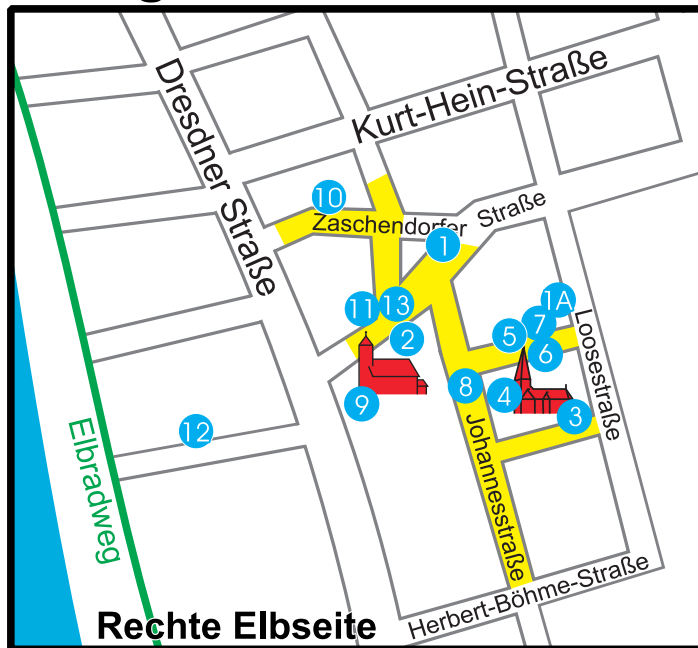 Kurt-Hein-Straße
Dresdner Straße
10
Zaschendorfer Straße
1
1A
11
13
7
5
2
6
Loosestraße
8
4
9
3
12
Johannesstraße
Elbradweg
Herbert-Böhme-Straße
Rechte Elbseite